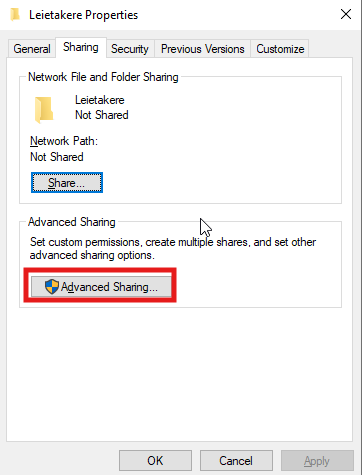 Leietakere Properties
General Sharing Security Previous Versions Customize
Network File and Folder Sharing
Leietakere
Not Shared
Network Path:
Not Shared
Share...
Advanced Sharing
Set custom permissions, create multiple shares, and set other
advanced sharing options.
Advanced Sharing...
OK Cancel Apply